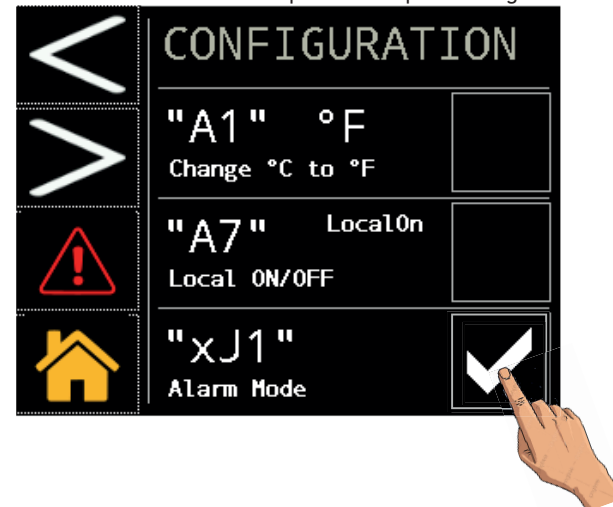 CONFIGURATION
"A1" °F
Change °C to °F
"A7" LocalOn
Local ON/OFF
"xJ1"
Alarm Mode